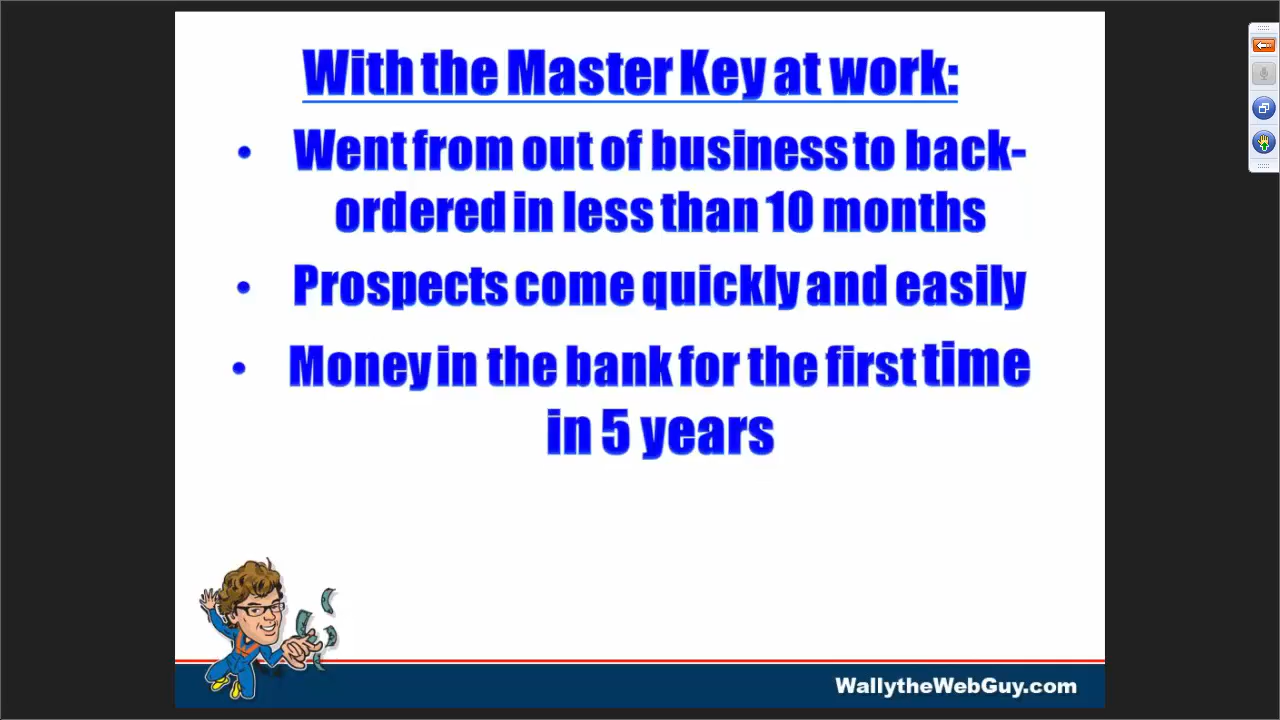 With the Master Key at work:
• Went from out of business to back-
ordered in less than 10 months
• Prospects come quickly and easily
• Money in the bank for the first time
in 5 years
WallytheWebGuy.com